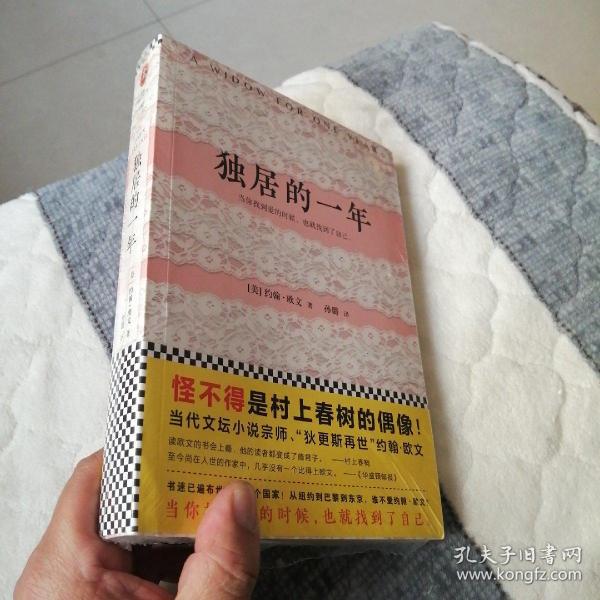 A WIDOW FOR ONE YEAR
独居的一年
当你找到爱的时候，也就找到了自己。
[美]约翰·欧文 著 孙璐 译
怪不得是村上春树的偶像！
当代文坛小说宗师、“狄更斯再世”约翰·欧文
读欧文的书会上瘾，他的读者都变成了瘾君子。 ——村上春树
至今尚在人世的作家中，几乎没有一个比得上欧文。——《华盛顿邮报》
书迷已遍布 个国家！从纽约到巴黎到东京，谁不爱约翰·欧文！
当你 的时候，也就找到了自己
独居的一年
[美] 约翰·欧文 著
孔夫子旧书网
www.kongfz.com